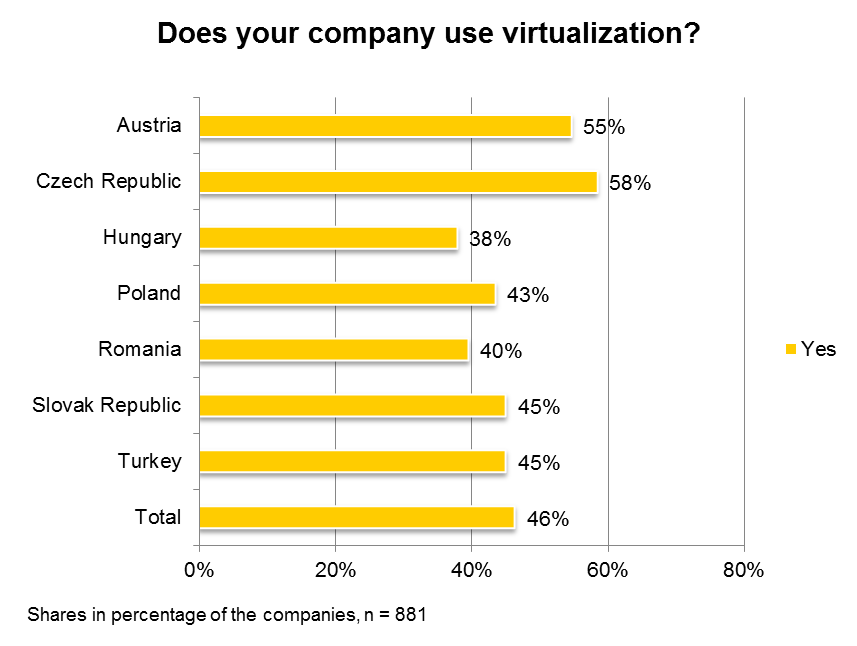 Does your company use virtualization?
Austria 55%
Czech Republic 58%
Hungary 38%
Poland 43%
Romania 40%
Yes
Slovak Republic 45%
Turkey 45%
Total 46%
0% 20% 40% 60% 80%
Shares in percentage of the companies, n = 881